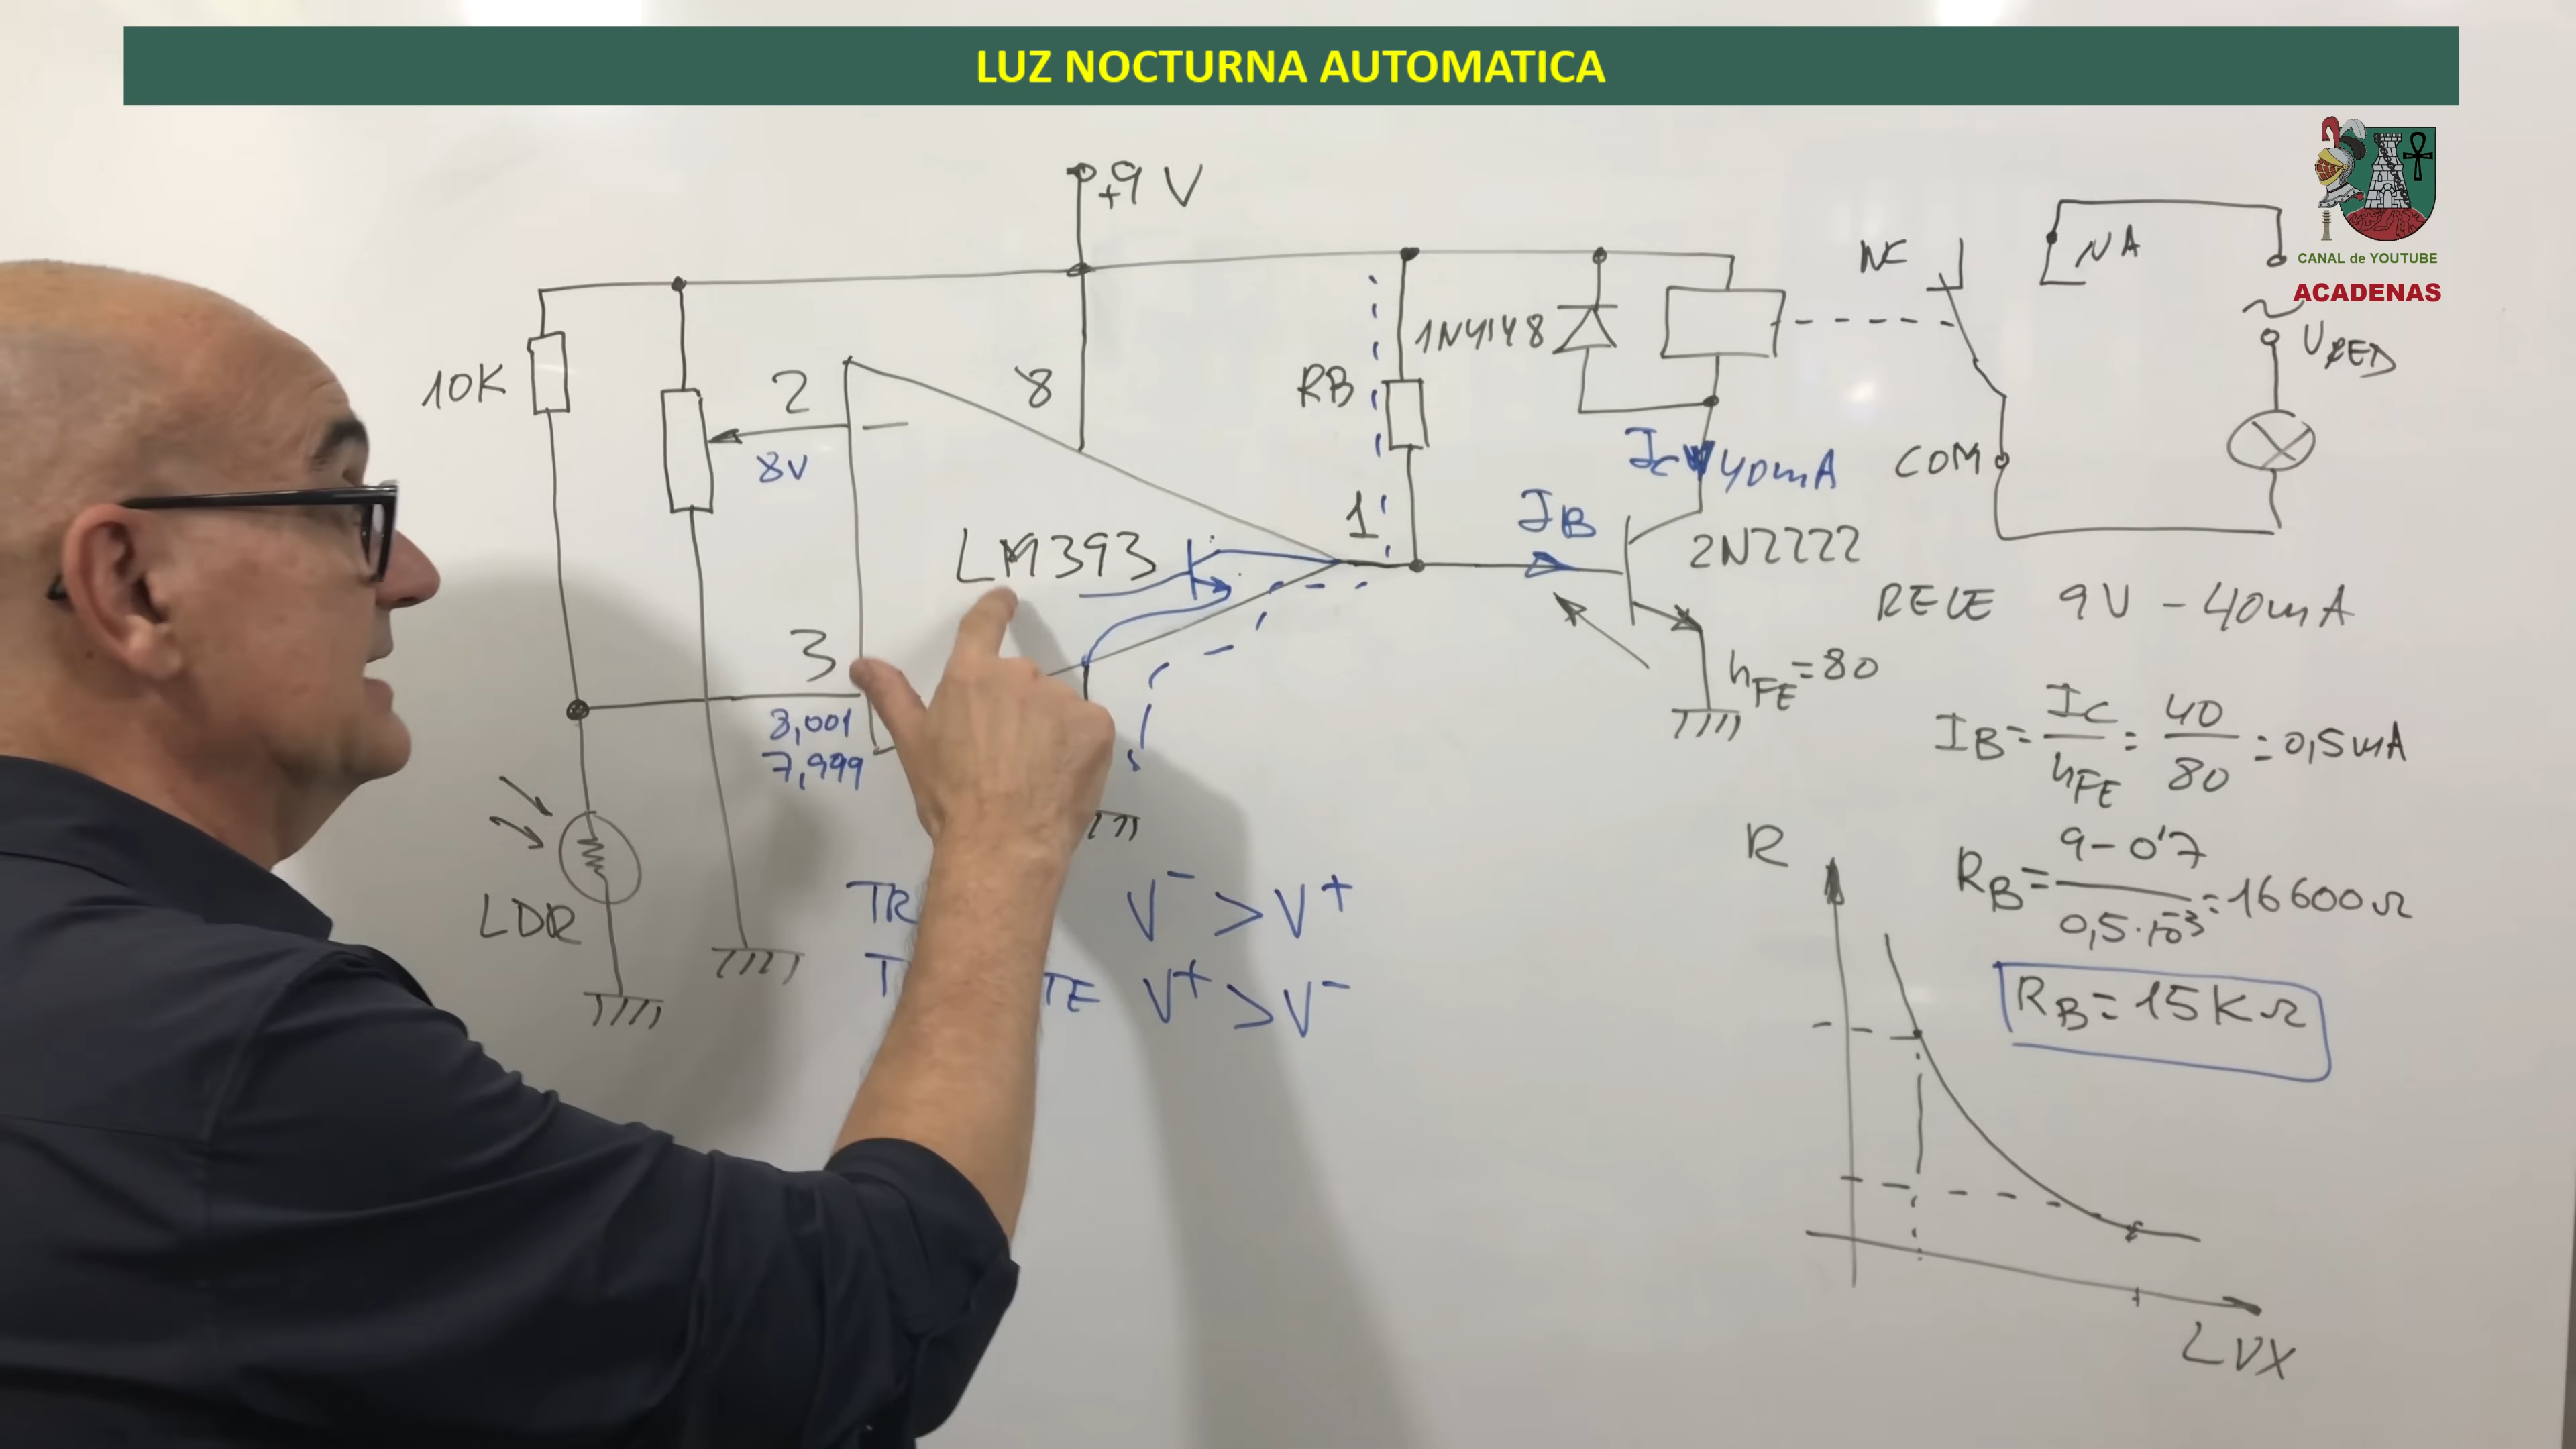 LUZ NOCTURNA AUTOMATICA
CANAL de YOUTUBE
ACADENAS
+9 V
10K
2
8V
8
RB
1N4148
NC
NA
URED
COM
IC 40mA
1
IB
2N2222
LM393
3
8,001
7,999
hFE=80
RELE 9V - 40mA
IB = IC/hFE = 40/80 = 0,5mA
RB = 9-0'7/0,5·10-3 = 16600Ω
RB = 15KΩ
LDR
V- > V+
V+ > V-
R
LUX